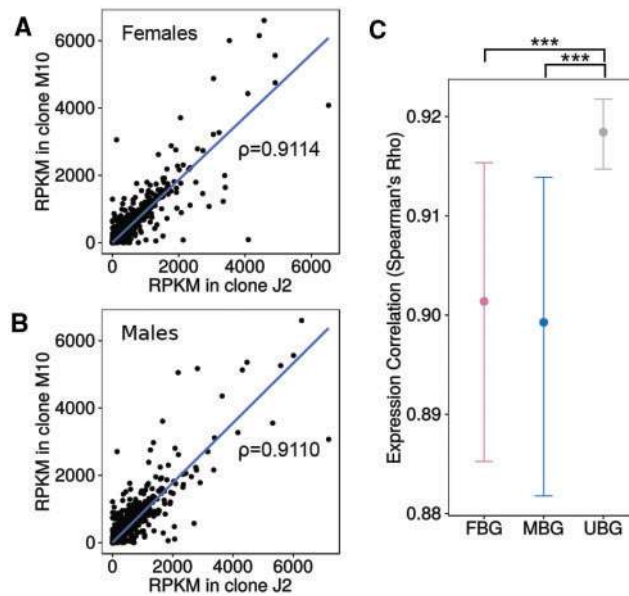 A
Females
RPKM in clone M10
6000
4000
2000
0
ρ=0.9114
0
2000
4000
6000
RPKM in clone J2
B
Males
RPKM in clone M10
6000
4000
2000
0
ρ=0.9110
0
2000
4000
6000
RPKM in clone J2
C
***
***
Expression Correlation (Spearman's Rho)
0.92
0.91
0.90
0.89
0.88
FBG
MBG
UBG